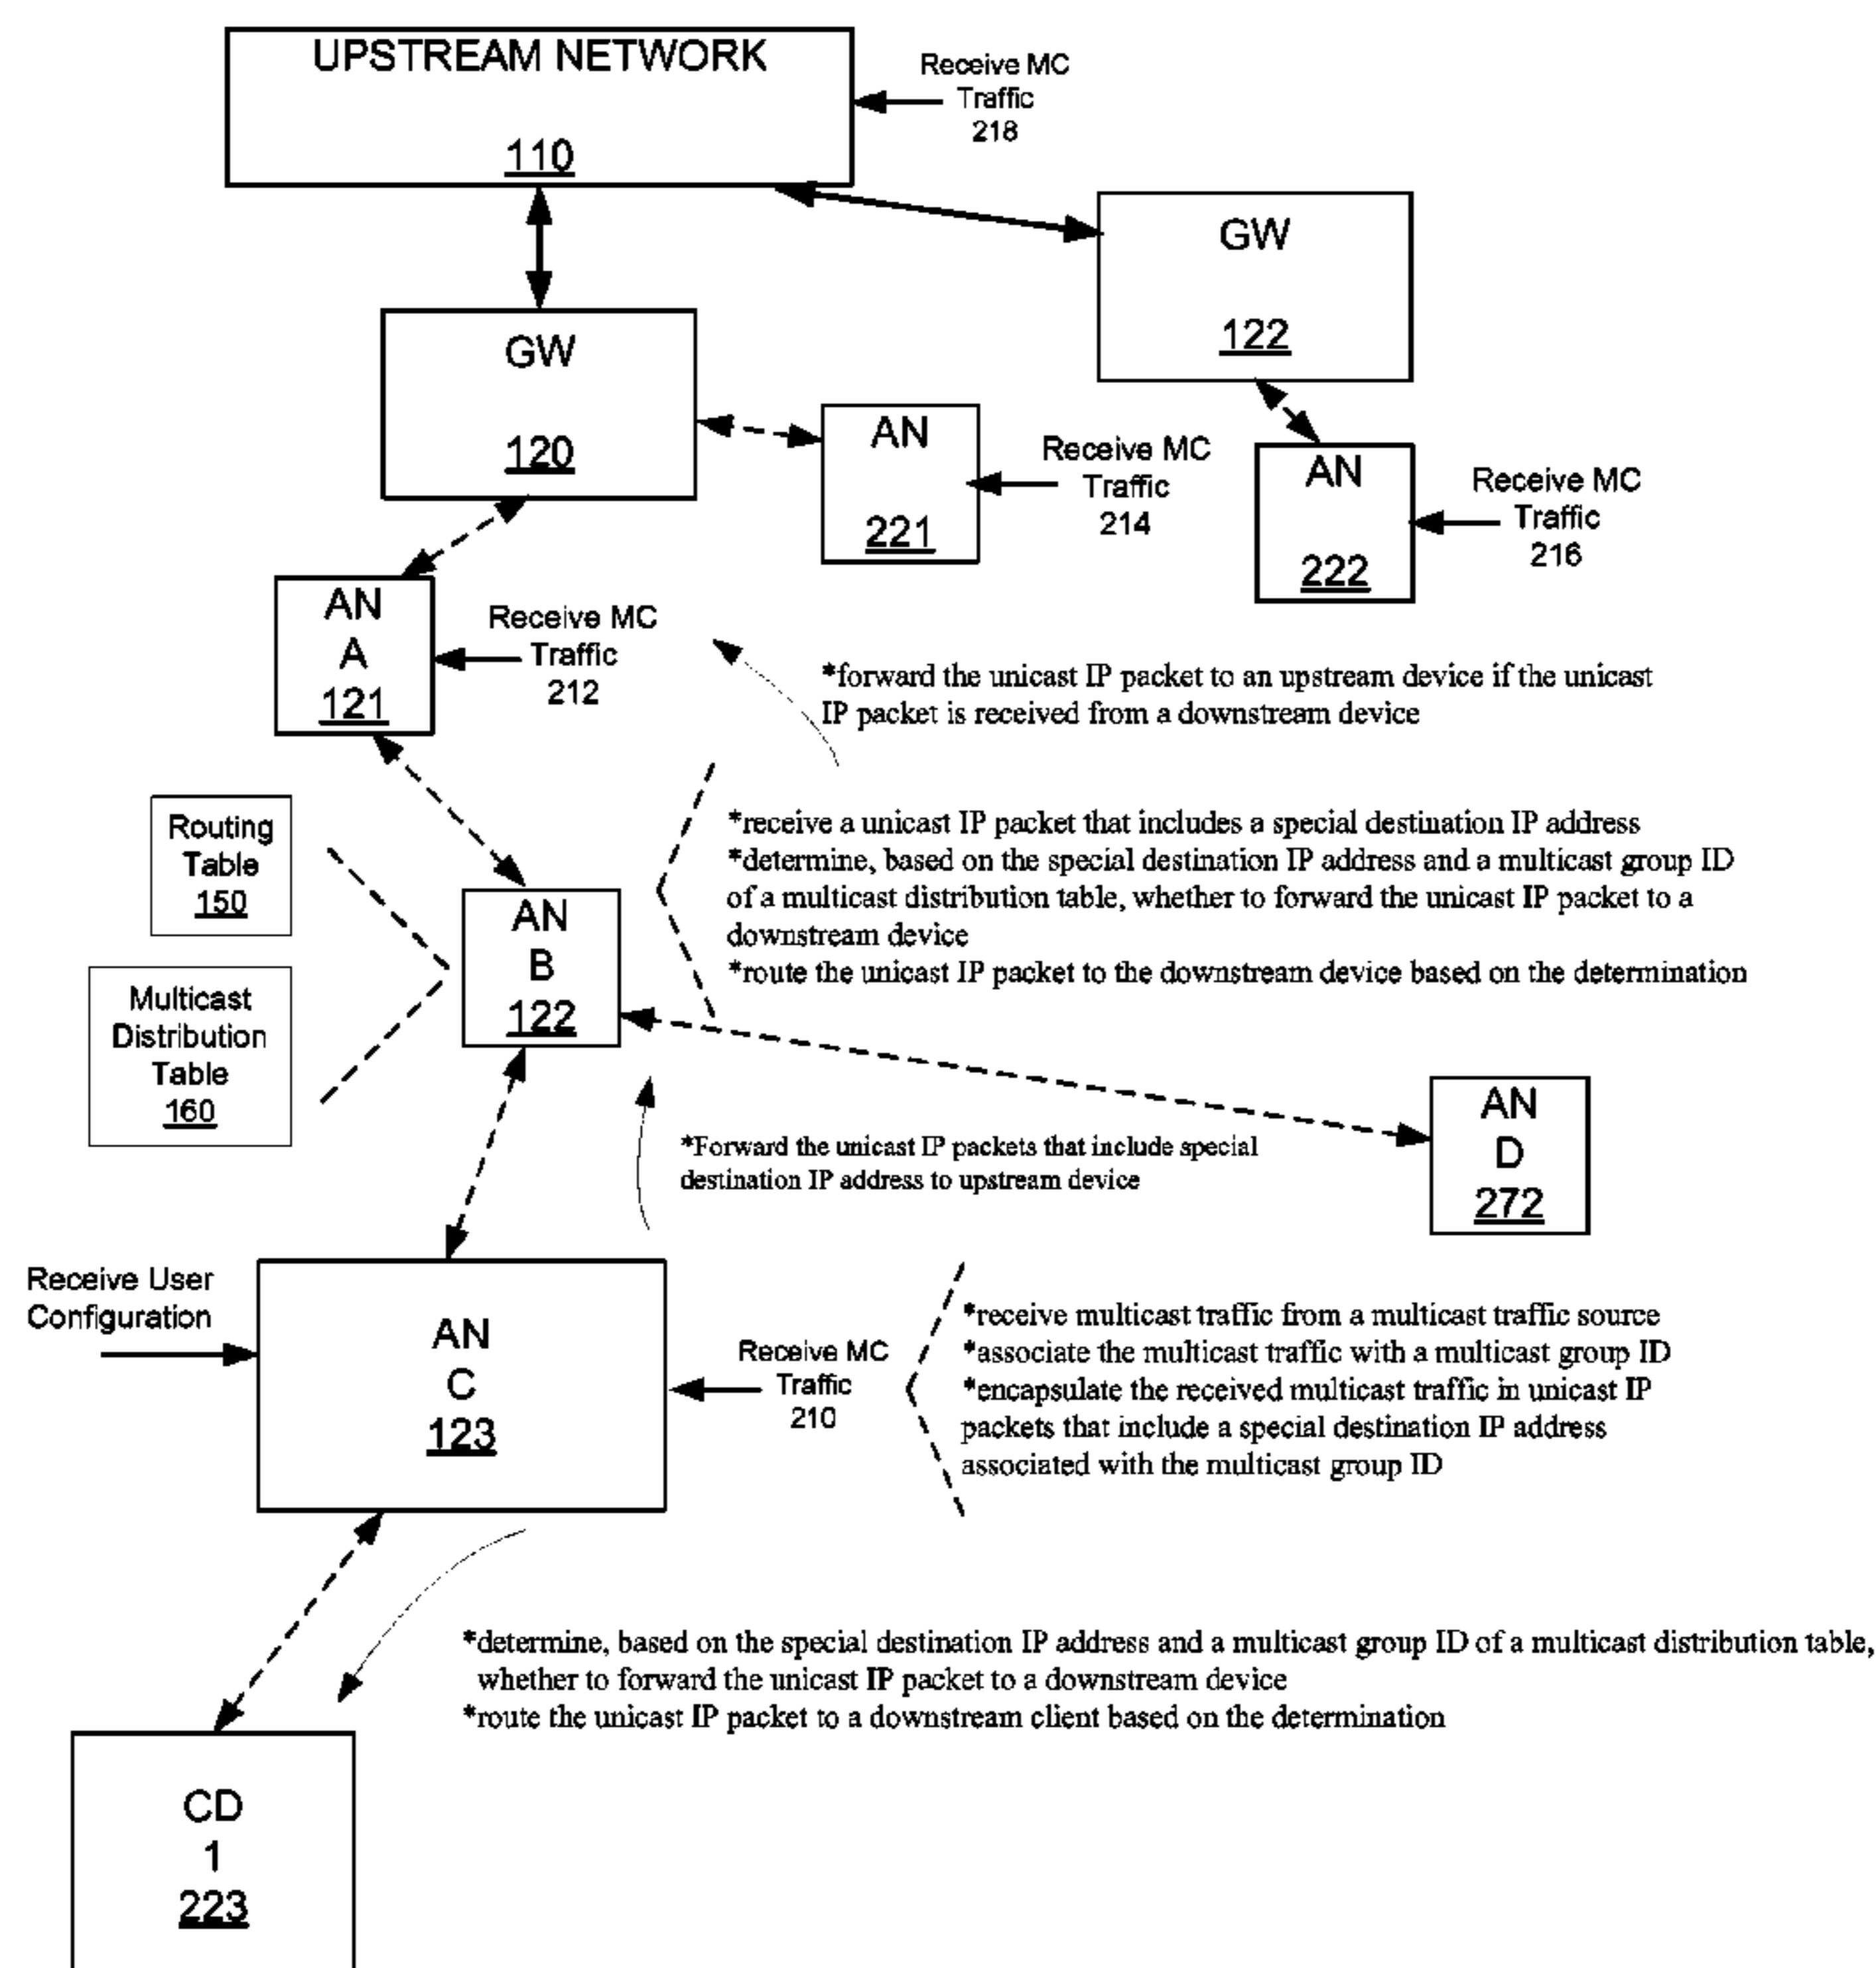 UPSTREAM NETWORK
110
Receive MC
Traffic
218
GW
122
GW
120
AN
221
Receive MC
Traffic
214
AN
222
Receive MC
Traffic
216
AN
A
121
Receive MC
Traffic
212
*forward the unicast IP packet to an upstream device if the unicast
IP packet is received from a downstream device
Routing
Table
150
Multicast
Distribution
Table
160
AN
B
122
*receive a unicast IP packet that includes a special destination IP address
*determine, based on the special destination IP address and a multicast group ID
of a multicast distribution table, whether to forward the unicast IP packet to a
downstream device
*route the unicast IP packet to the downstream device based on the determination
AN
D
272
*Forward the unicast IP packets that include special
destination IP address to upstream device
Receive User
Configuration
AN
C
123
Receive MC
Traffic
210
*receive multicast traffic from a multicast traffic source
*associate the multicast traffic with a multicast group ID
*encapsulate the received multicast traffic in unicast IP
packets that include a special destination IP address
associated with the multicast group ID
*determine, based on the special destination IP address and a multicast group ID of a multicast distribution table,
whether to forward the unicast IP packet to a downstream device
*route the unicast IP packet to a downstream client based on the determination
CD
1
223